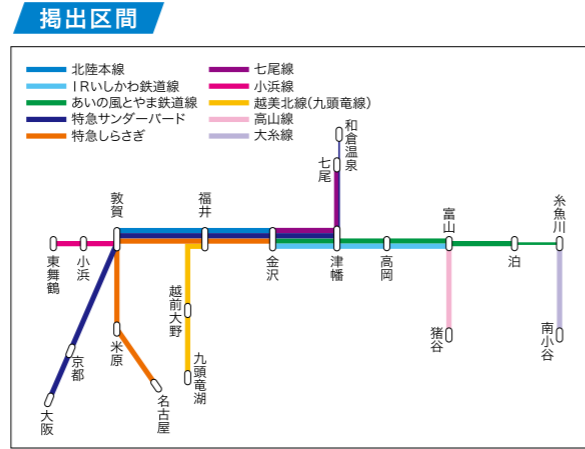 掲出区間
北陸本線
IRいしかわ鉄道線
あいの風とやま鉄道線
特急サンダーバード
特急しらさぎ
七尾線
小浜線
越美北線(九頭竜線)
高山線
大糸線
和倉温泉
七尾
敦賀
福井
富山
糸魚川
東舞鶴
小浜
金沢
津幡
高岡
泊
越前大野
九頭竜湖
猪谷
南小谷
米原
京都
名古屋
大阪